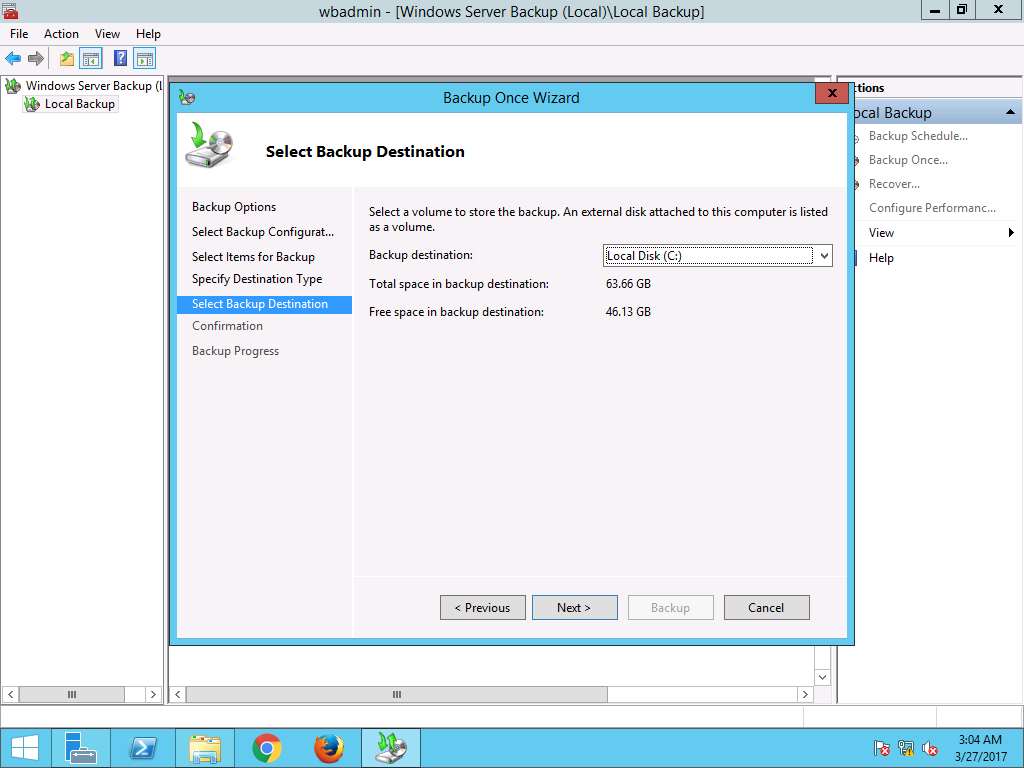 wbadmin - [Windows Server Backup (Local)\Local Backup]
File Action View Help
Windows Server Backup (L
Local Backup
Backup Once Wizard
Select Backup Destination
Backup Options
Select Backup Configurat...
Select Items for Backup
Specify Destination Type
Select Backup Destination
Confirmation
Backup Progress
Select a volume to store the backup. An external disk attached to this computer is listed
as a volume.
Backup destination: Local Disk (C:)
Total space in backup destination: 63.66 GB
Free space in backup destination: 46.13 GB
< Previous Next > Backup Cancel
ctions
ocal Backup
Backup Schedule...
Backup Once...
Recover...
Configure Performanc...
View
Help
3:04 AM
3/27/2017